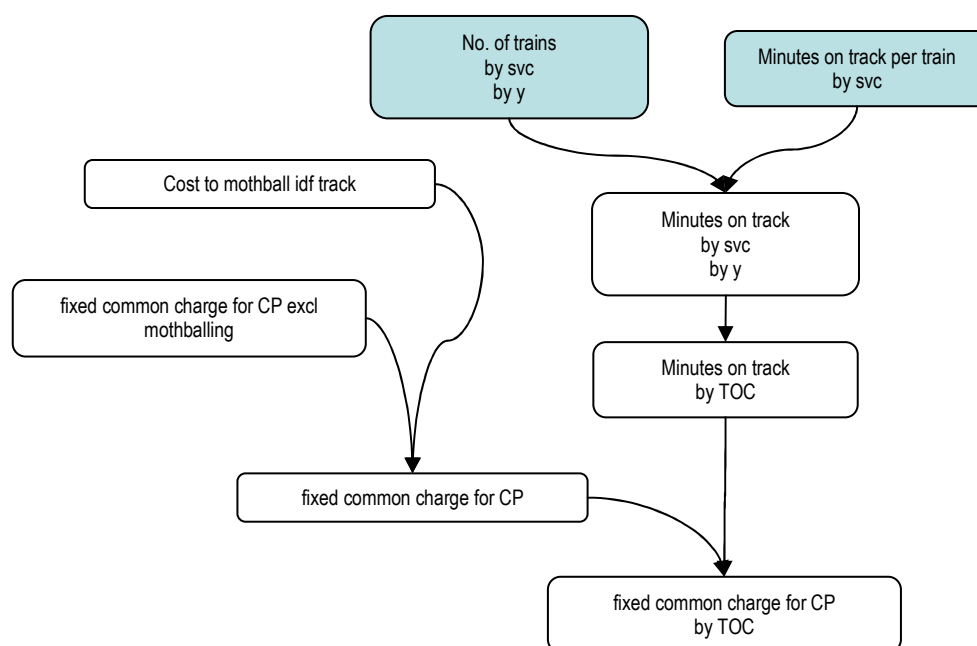 No. of trains
by svc
by y
Minutes on track per train
by svc
Cost to mothball idf track
Minutes on track
by svc
by y
fixed common charge for CP excl
mothballing
Minutes on track
by TOC
fixed common charge for CP
fixed common charge for CP
by TOC